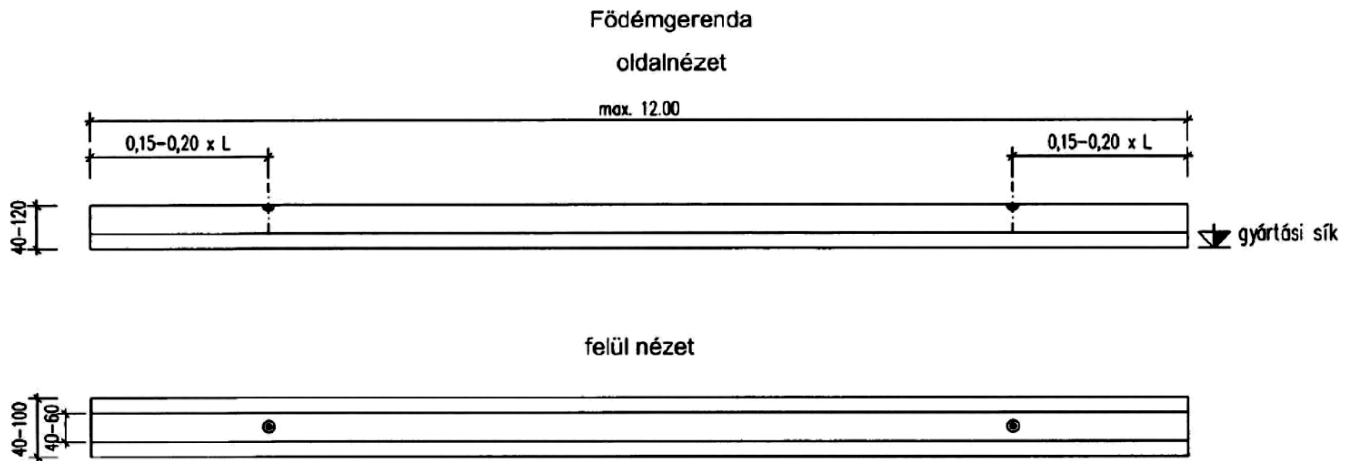 Födémgerenda
oldalnézet
max. 12.00
0,15-0,20 x L
0,15-0,20 x L
40-120
gyártási sík
felül nézet
40-100
40-60